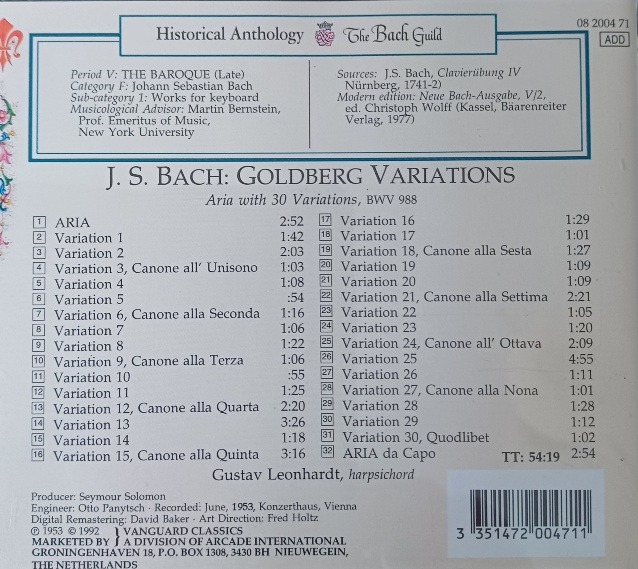 Historical Anthology The Bach Guild
08 2004 71
ADD
Period V: THE BAROQUE (Late)
Category F: Johann Sebastian Bach
Sub-category 1: Works for keyboard
Musicological Advisor: Martin Bernstein,
Prof. Emeritus of Music,
New York University
Sources: J.S. Bach, Clavierübung IV
Nürnberg, 1741-2)
Modern edition: Neue Bach-Ausgabe, V/2,
ed. Christoph Wolff (Kassel, Bäarenreiter
Verlag, 1977)
J. S. BACH: GOLDBERG VARIATIONS
Aria with 30 Variations, BWV 988
1 ARIA 2:52
2 Variation 1 1:42
3 Variation 2 2:03
4 Variation 3, Canone all' Unisono 1:03
5 Variation 4 1:08
6 Variation 5 :54
7 Variation 6, Canone alla Seconda 1:16
8 Variation 7 1:06
9 Variation 8 1:22
10 Variation 9, Canone alla Terza 1:06
11 Variation 10 :55
12 Variation 11 1:25
13 Variation 12, Canone alla Quarta 2:20
14 Variation 13 3:26
15 Variation 14 1:18
16 Variation 15, Canone alla Quinta 3:16
17 Variation 16 1:29
18 Variation 17 1:01
19 Variation 18, Canone alla Sesta 1:27
20 Variation 19 1:09
21 Variation 20 1:09
22 Variation 21, Canone alla Settima 2:21
23 Variation 22 1:05
24 Variation 23 1:20
25 Variation 24, Canone all' Ottava 2:09
26 Variation 25 4:55
27 Variation 26 1:11
28 Variation 27, Canone alla Nona 1:01
29 Variation 28 1:28
30 Variation 29 1:12
31 Variation 30, Quodlibet 1:02
32 ARIA da Capo 2:54
TT: 54:19
Gustav Leonhardt, harpsichord
Producer: Seymour Solomon
Engineer: Otto Panytsch · Recorded: June, 1953, Konzerthaus, Vienna
Digital Remastering: David Baker · Art Direction: Fred Holtz
℗ 1953 © 1992 } VANGUARD CLASSICS
MARKETED BY } A DIVISION OF ARCADE INTERNATIONAL
GRONINGENHAVEN 18, P.O. BOX 1308, 3430 BH NIEUWEGEIN,
THE NETHERLANDS
3 351472 004711